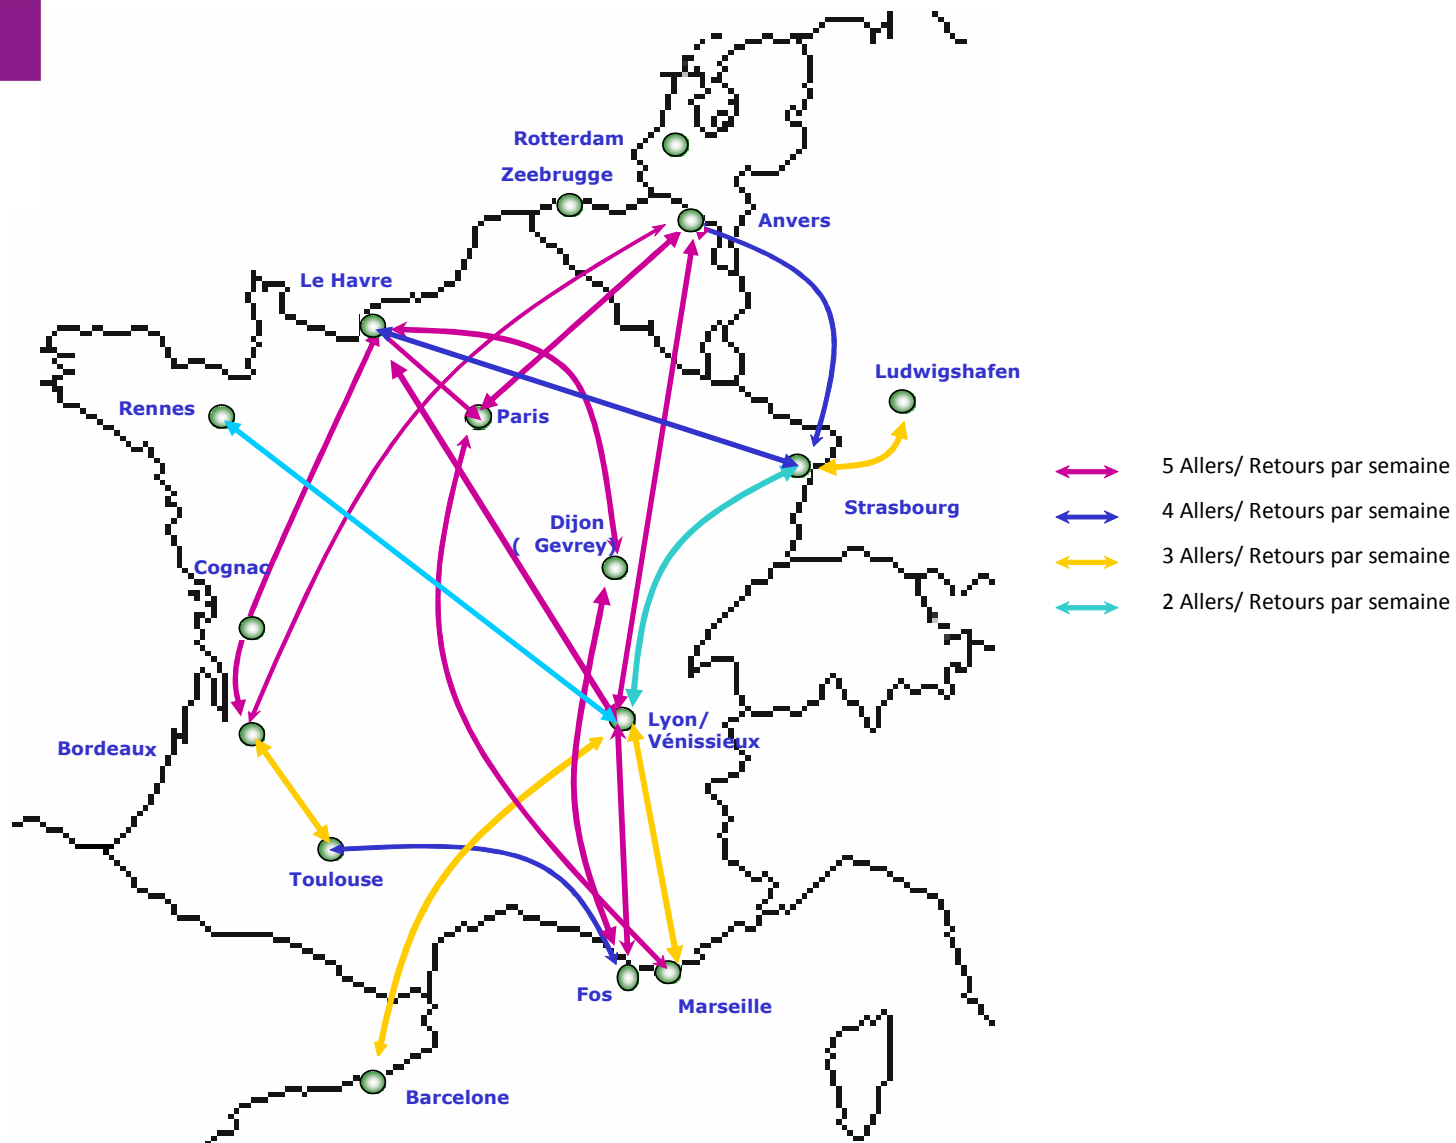 Rotterdam
Zeebrugge
Anvers
Le Havre
Ludwigshafen
Rennes
Paris
5 Allers/ Retours par semaine
Strasbourg
4 Allers/ Retours par semaine
Dijon
( Gevrey)
3 Allers/ Retours par semaine
Cognac
2 Allers/ Retours par semaine
Lyon/
Vénissieux
Bordeaux
Toulouse
Fos
Marseille
Barcelone